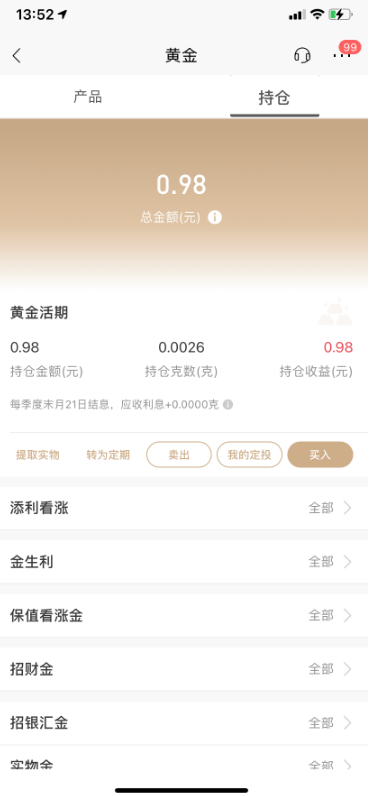 13:52
黄金
99
产品 持仓
0.98
总金额(元)
黄金活期
0.98 0.0026 0.98
持仓金额(元) 持仓克数(克) 持仓收益(元)
每季度末月21日结息，应收利息+0.0000克
提取实物 转为定期 卖出 我的定投 买入
添利看涨 全部
金生利 全部
保值看涨金 全部
招财金 全部
招银汇金 全部
实物金 全部